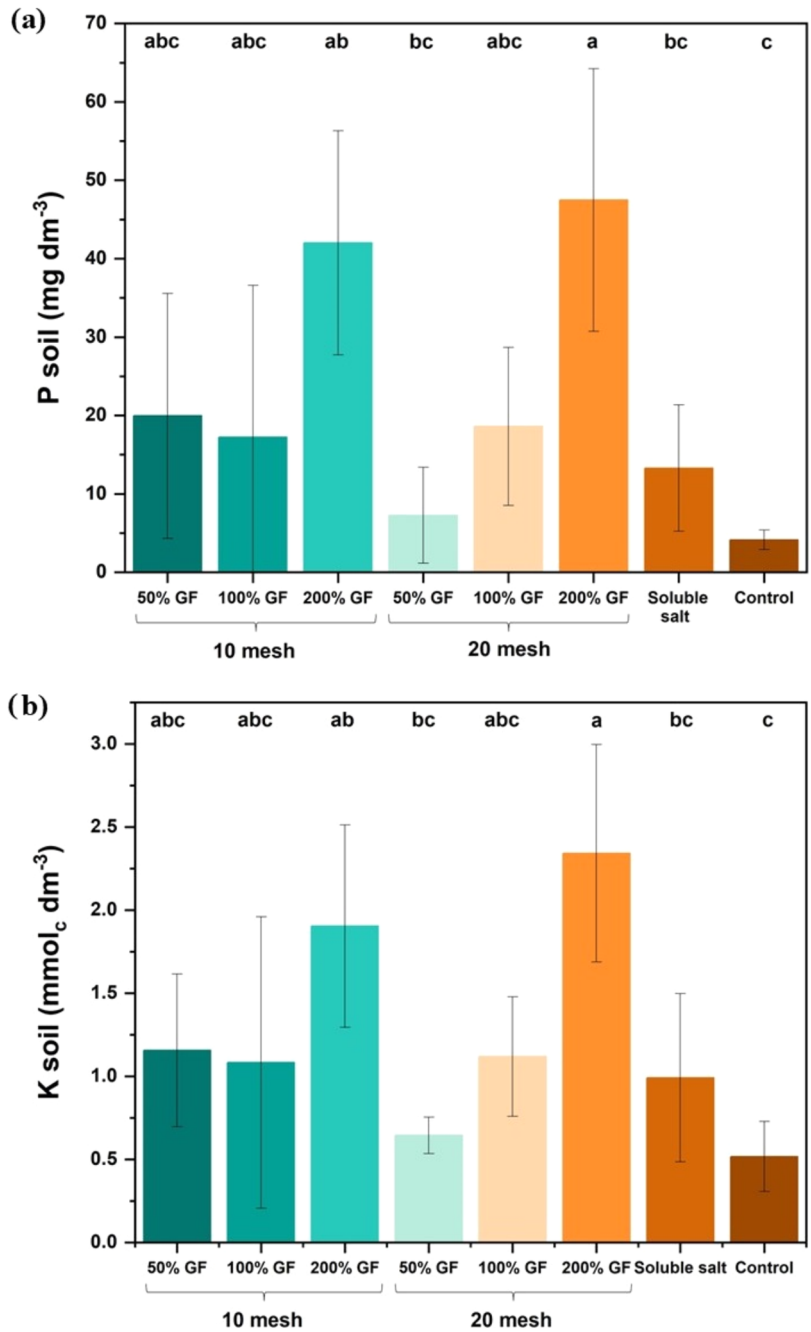 (a)
abc abc ab bc abc a bc c
70
60
50
40
30
20
10
0
P soil (mg dm⁻³)
50% GF 100% GF 200% GF 50% GF 100% GF 200% GF Soluble salt Control
10 mesh 20 mesh
(b)
abc abc ab bc abc a bc c
3.0
2.5
2.0
1.5
1.0
0.5
0.0
K soil (mmol꜀ dm⁻³)
50% GF 100% GF 200% GF 50% GF 100% GF 200% GF Soluble salt Control
10 mesh 20 mesh